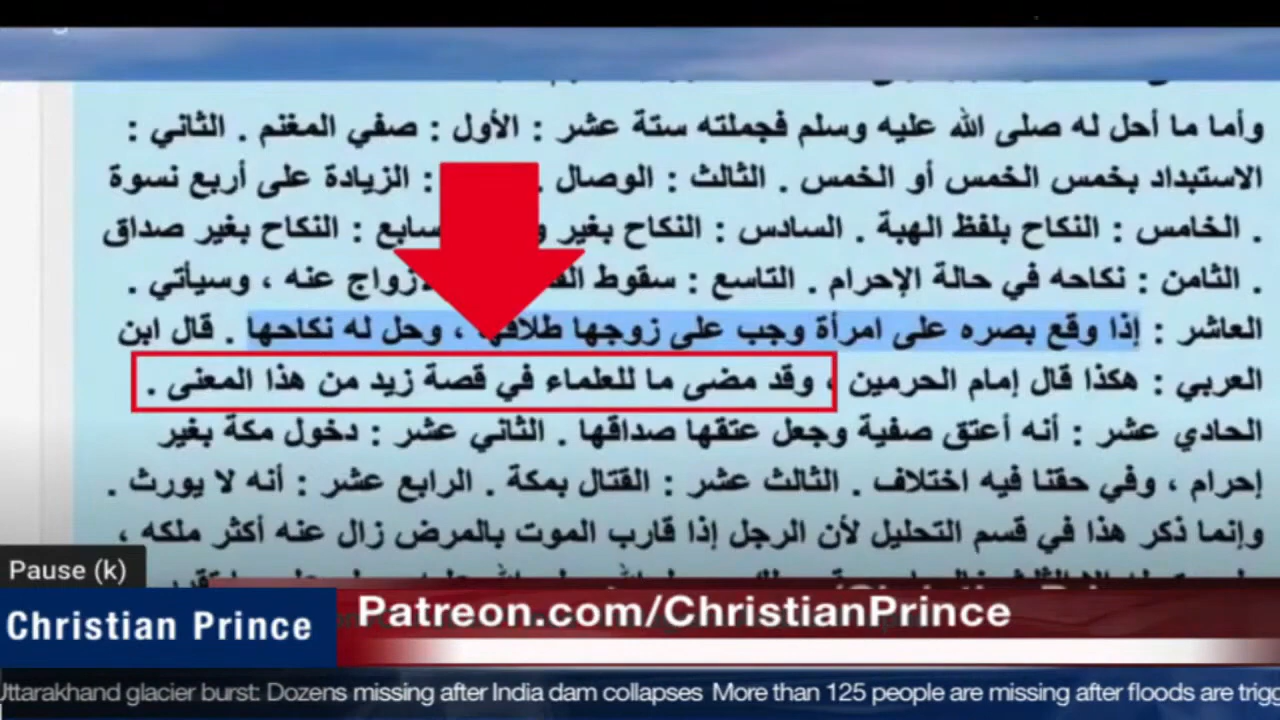 وأما ما أحل له صلى الله عليه وسلم فجملته ستة عشر : الأول : صفي المغنم . الثاني :
الاستبداد بخمس الخمس أو الخمس . الثالث : الوصال . : الزيادة على أربع نسوة
. الخامس : النكاح بلفظ الهبة . السادس : النكاح بغير سابع : النكاح بغير صداق
. الثامن : نكاحه في حالة الإحرام . التاسع : سقوط عنه ، وسيأتي .
العاشر : إذا وقع بصره على امرأة وجب على زوجها طلاقها ، وحل له نكاحها . قال ابن
العربي : هكذا قال إمام الحرمين ، وقد مضى ما للعلماء في قصة زيد من هذا المعنى .
الحادي عشر : أنه أعتق صفية وجعل عتقها صداقها . الثاني عشر : دخول مكة بغير
إحرام ، وفي حقنا فيه اختلاف . الثالث عشر : القتال بمكة . الرابع عشر : أنه لا يورث .
وإنما ذكر هذا في قسم التحليل لأن الرجل إذا قارب الموت بالمرض زال عنه أكثر ملكه ،
Pause (k)
Christian Prince
Patreon.com/ChristianPrince
Uttarakhand glacier burst: Dozens missing after India dam collapses More than 125 people are missing after floods are trigg